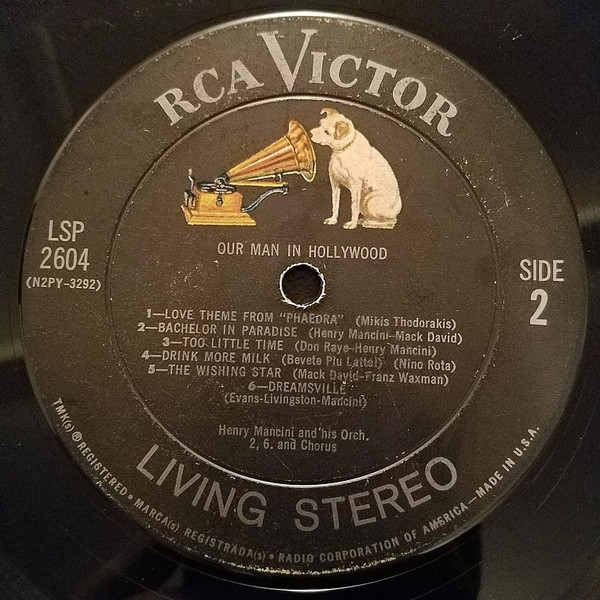 RCA VICTOR
OUR MAN IN HOLLYWOOD
LSP
2604
(N2PY-3292)
SIDE
2
1—LOVE THEME FROM "PHAEDRA" (Mikis Thodorakis)
2—BACHELOR IN PARADISE (Henry Mancini-Mack David)
3—TOO LITTLE TIME (Don Raye-Henry Mancini)
4—DRINK MORE MILK (Bevete Piu Latte!) (Nino Rota)
5—THE WISHING STAR (Mack David-Franz Waxman)
6—DREAMSVILLE
(Evans-Livingston-Mancini)
Henry Mancini and his Orch.
2, 6. and Chorus
LIVING STEREO
TMK(s) ® REGISTERED • MARCA(s) REGISTRADA(s) • RADIO CORPORATION OF AMERICA—MADE IN U.S.A.